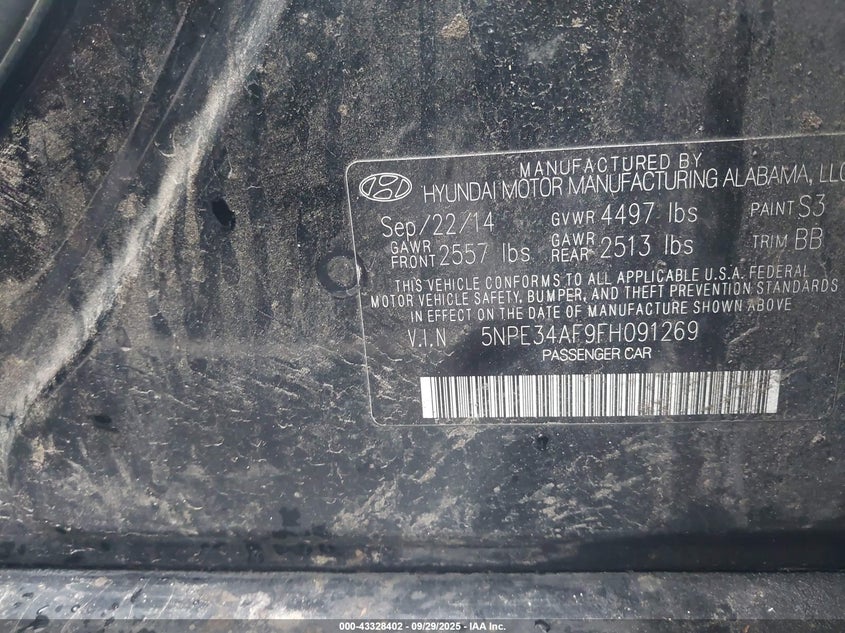 MANUFACTURED BY
HYUNDAI MOTOR MANUFACTURING ALABAMA, LLC
Sep/22/14 GVWR 4497 lbs PAINT S3
GAWR FRONT 2557 lbs GAWR REAR 2513 lbs TRIM BB
THIS VEHICLE CONFORMS TO ALL APPLICABLE U.S.A. FEDERAL
MOTOR VEHICLE SAFETY, BUMPER, AND THEFT PREVENTION STANDARDS
IN EFFECT ON THE DATE OF MANUFACTURE SHOWN ABOVE
V.I.N 5NPE34AF9FH091269
PASSENGER CAR
000-43328402 - 09/29/2025 - IAA Inc.